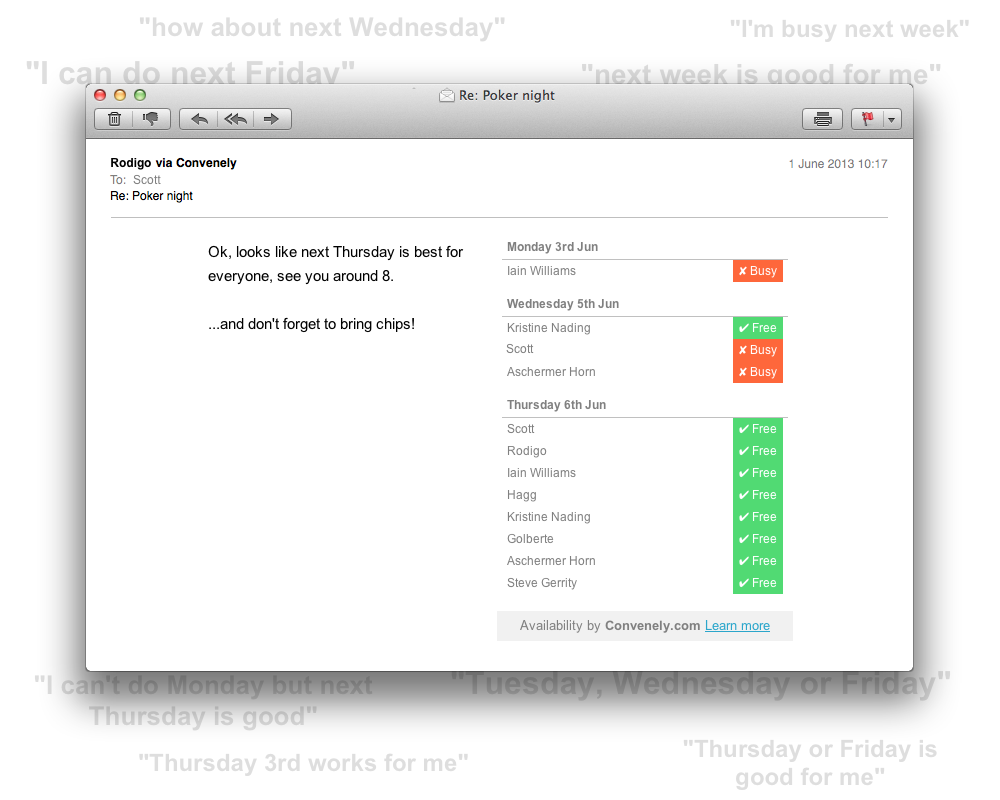 "how about next Wednesday"
"I'm busy next week"
"I can do next Friday"
"next week is good for me"
Re: Poker night
Rodigo via Convenely
1 June 2013 10:17
To: Scott
Re: Poker night
Ok, looks like next Thursday is best for
everyone, see you around 8.
...and don't forget to bring chips!
Monday 3rd Jun
Iain Williams ✘ Busy
Wednesday 5th Jun
Kristine Nading ✔ Free
Scott ✘ Busy
Aschermer Horn ✘ Busy
Thursday 6th Jun
Scott ✔ Free
Rodigo ✔ Free
Iain Williams ✔ Free
Hagg ✔ Free
Kristine Nading ✔ Free
Golberte ✔ Free
Aschermer Horn ✔ Free
Steve Gerrity ✔ Free
Availability by Convenely.com Learn more
"I can't do Monday but next
Thursday is good"
"Tuesday, Wednesday or Friday"
"Thursday 3rd works for me"
"Thursday or Friday is
good for me"